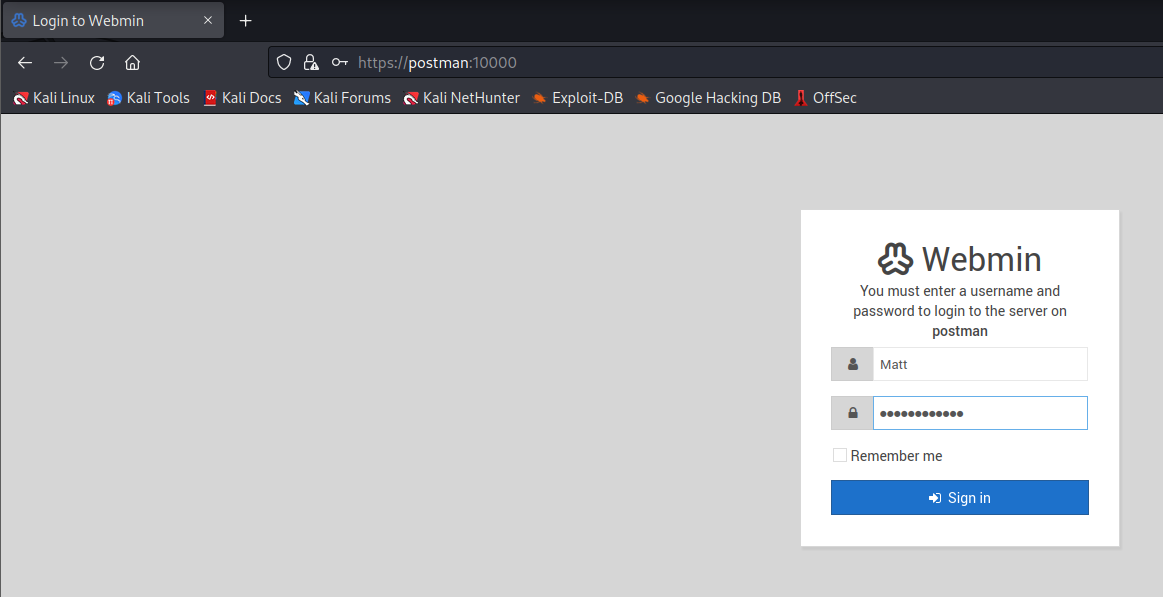 Login to Webmin
https://postman:10000
Kali Linux Kali Tools Kali Docs Kali Forums Kali NetHunter Exploit-DB Google Hacking DB OffSec
Webmin
You must enter a username and
password to login to the server on
postman
Matt
••••••••••••
Remember me
Sign in